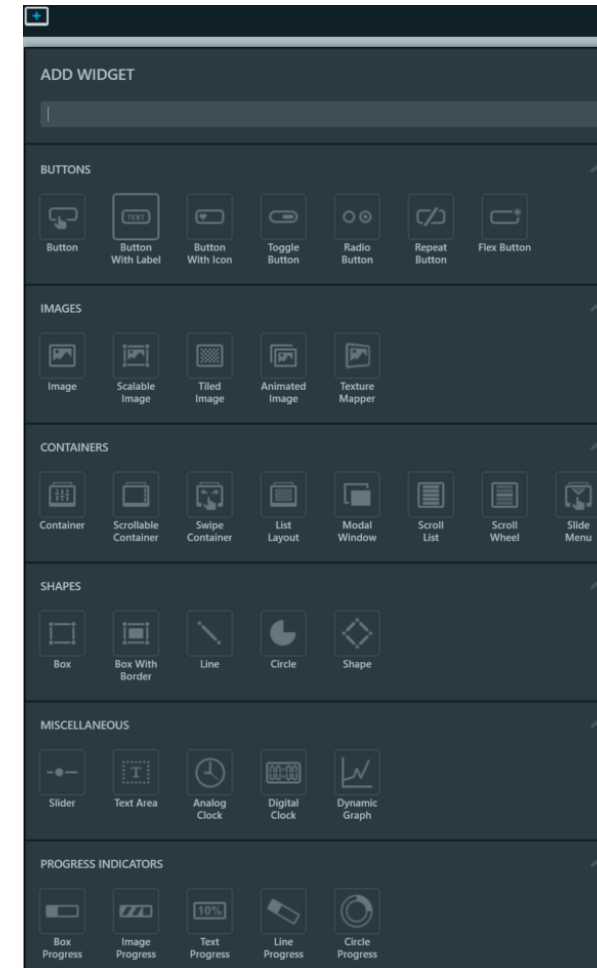 ADD WIDGET
BUTTONS
TEXT
Button
Button With Label
Button With Icon
Toggle Button
Radio Button
Repeat Button
Flex Button
IMAGES
Image
Scalable Image
Tiled Image
Animated Image
Texture Mapper
CONTAINERS
Container
Scrollable Container
Swipe Container
List Layout
Modal Window
Scroll List
Scroll Wheel
Slide Menu
SHAPES
Box
Box With Border
Line
Circle
Shape
MISCELLANEOUS
T
00:00
Slider
Text Area
Analog Clock
Digital Clock
Dynamic Graph
PROGRESS INDICATORS
10%
Box Progress
Image Progress
Text Progress
Line Progress
Circle Progress